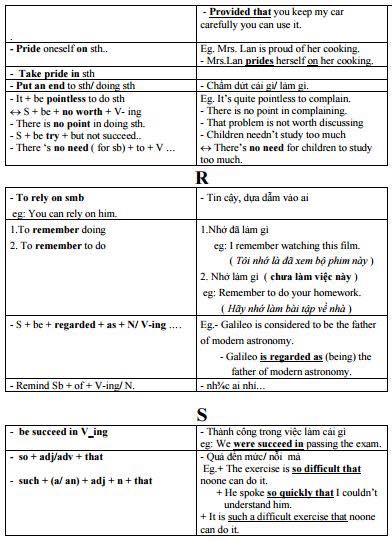 - Provided that you keep my car
carefully you can use it.
.
- Pride oneself on sth..
Eg. Mrs. Lan is proud of her cooking.
- Mrs.Lan prides herself on her cooking.
- Take pride in sth
- Put an end to sth/ doing sth
- Chấm dứt cái gì/ làm gì.
- It + be pointless to do sth
↔ S + be + no worth + V- ing
- There is no point in doing sth.
- S + be try + but not succeed..
- There 's no need ( for sb) + to + V …
Eg. It's quite pointless to complain.
- There is no point in complaining.
- That problem is not worth discussing
- Children needn't study too much
↔ There's no need for children to study
too much.
R
- To rely on smb
eg: You can rely on him.
- Tin cậy, dựa dẫm vào ai
1.To remember doing
2. To remember to do
1.Nhớ đã làm gì
eg: I remember watching this film.
( Tôi nhớ là đã xem bộ phim này )
2. Nhớ làm gì ( chưa làm việc này )
eg: Remember to do your homework.
( Hãy nhớ làm bài tập về nhà )
- S + be + regarded + as + N/ V-ing ….
Eg.- Galileo is considered to be the father
of modern astronomy.
- Galileo is regarded as (being) the
father of modern astronomy.
- Remind Sb + of + V-ing/ N.
- nh¾c ai nhí...
S
- be succeed in V_ing
- Thành công trong việc làm cái gì
eg: We were succeed in passing the exam.
- so + adj/adv + that
- such + (a/ an) + adj + n + that
- Quá đến mức/ nỗi mà
Eg.+ The exercise is so difficult that
noone can do it.
+ He spoke so quickly that I couldn't
understand him.
+ It is such a difficult exercise that noone
can do it.